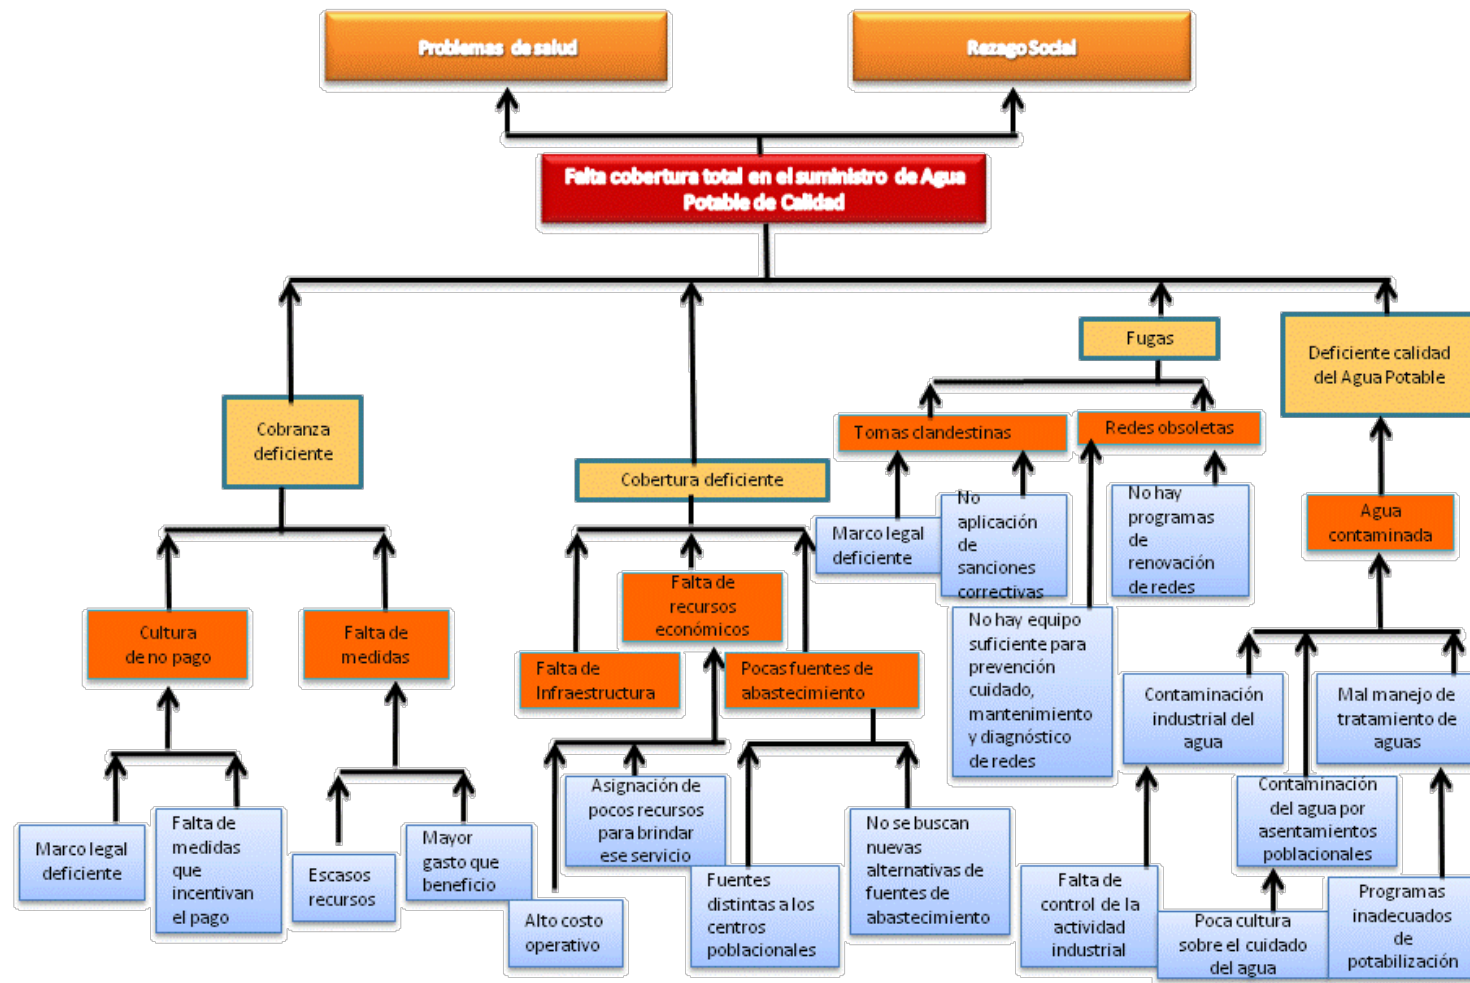 Problemas de salud
Rezago Social
Falta cobertura total en el suministro de Agua
Potable de Calidad
Fugas
Deficiente calidad
del Agua Potable
Cobranza
deficiente
Cobertura deficiente
Tomas clandestinas
Redes obsoletas
Marco legal
deficiente
No
aplicación
de
sanciones
correctivas
No hay
programas
de
renovación
de redes
Agua
contaminada
Cultura
de no pago
Falta de
medidas
Falta de
Infraestructura
Falta de
recursos
económicos
Pocas fuentes de
abastecimiento
No hay equipo
suficiente para
prevención
cuidado,
mantenimiento
y diagnóstico
de redes
Contaminación
industrial del
agua
Mal manejo de
tratamiento de
aguas
Marco legal
deficiente
Falta de
medidas
que
incentivan
el pago
Escasos
recursos
Mayor
gasto que
beneficio
Alto costo
operativo
Asignación de
pocos recursos
para brindar
ese servicio
Fuentes
distintas a los
centros
poblacionales
No se buscan
nuevas
alternativas de
fuentes de
abastecimiento
Falta de
control de la
actividad
industrial
Contaminación
del agua por
asentamientos
poblacionales
Poca cultura
sobre el cuidado
del agua
Programas
inadecuados
de
potabilización